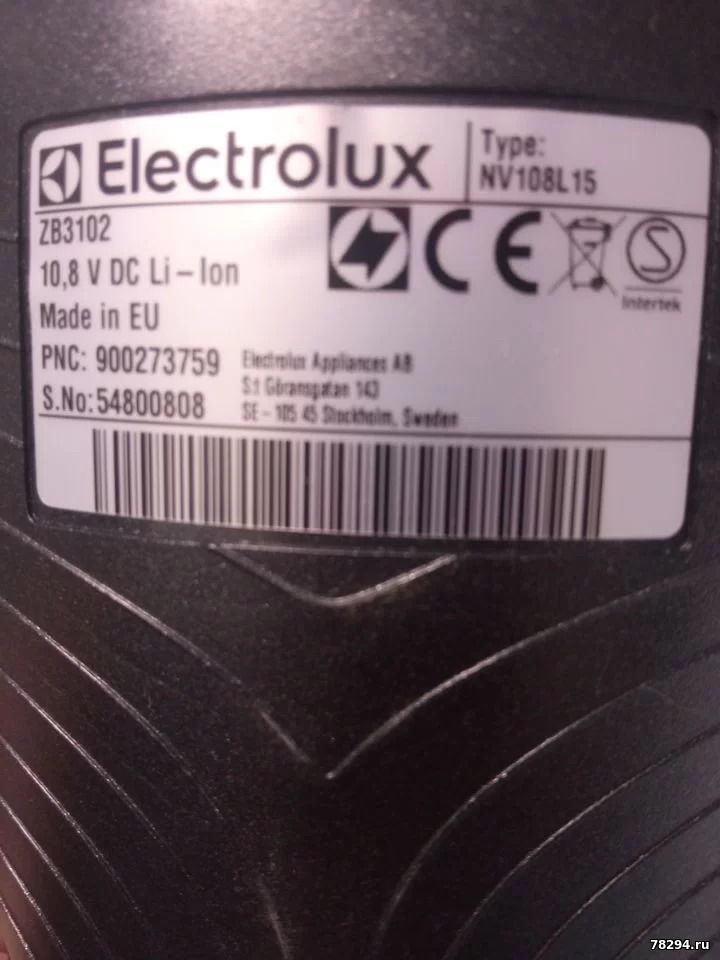 Electrolux
Type:
NV108L15
ZB3102
10,8 V DC Li-Ion
Made in EU
PNC: 900273759
S.No:54800808
Electrolux Appliances AB
S:t Göransgatan 143
SE-105 45 Stockholm, Sweden
CE
S
Intertek
78294.ru